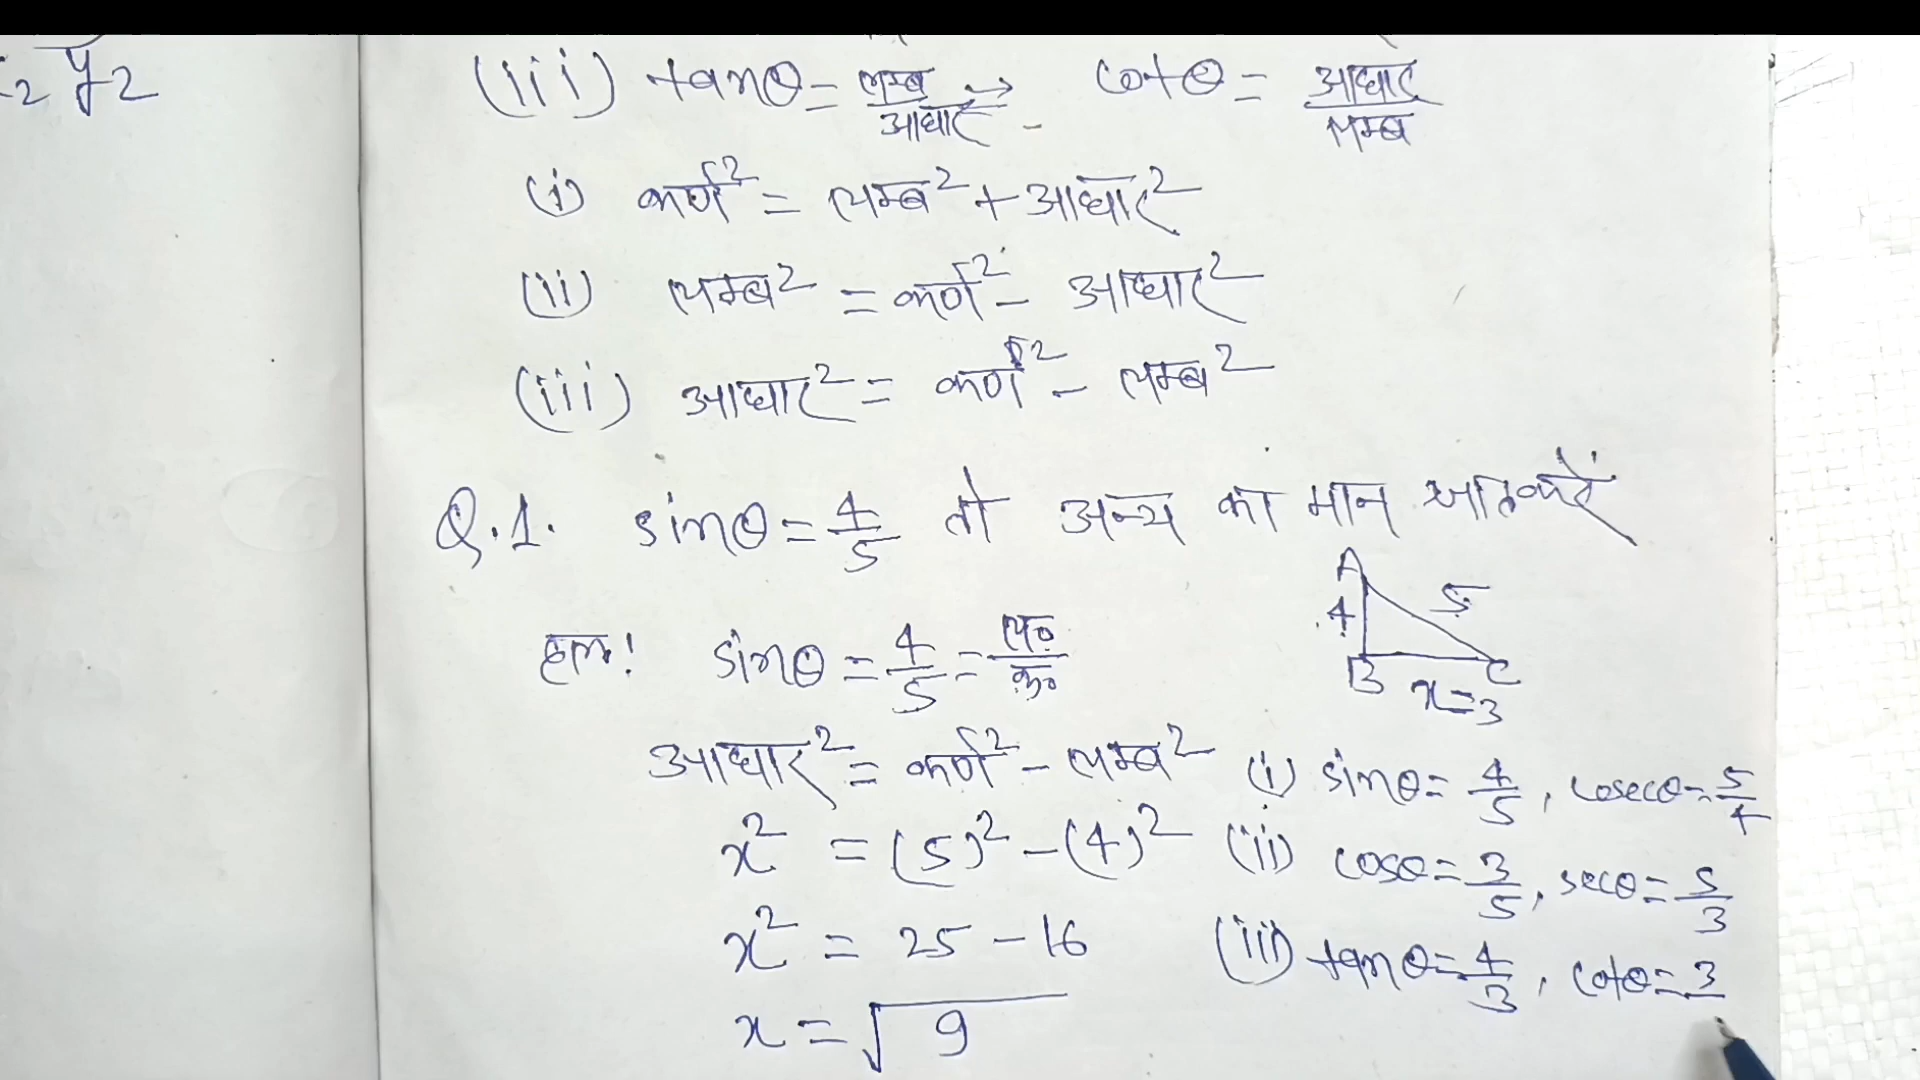 y2
(iii) tanθ = लम्ब/आधार → cotθ = आधार/लम्ब
(i) कर्ण² = लम्ब² + आधार²
(ii) लम्ब² = कर्ण² - आधार²
(iii) आधार² = कर्ण² - लम्ब²
Q.1. sinθ = 4/5 तो अन्य का मान ज्ञात करें
हल! sinθ = 4/5 = ल०/क०
A
4
5
B
C
x=3
आधार² = कर्ण² - लम्ब²
x² = (5)² - (4)²
x² = 25 - 16
x = √9
(i) sinθ = 4/5, cosecθ = 5/4
(ii) cosθ = 3/5, secθ = 5/3
(iii) tanθ = 4/3, cotθ = 3/